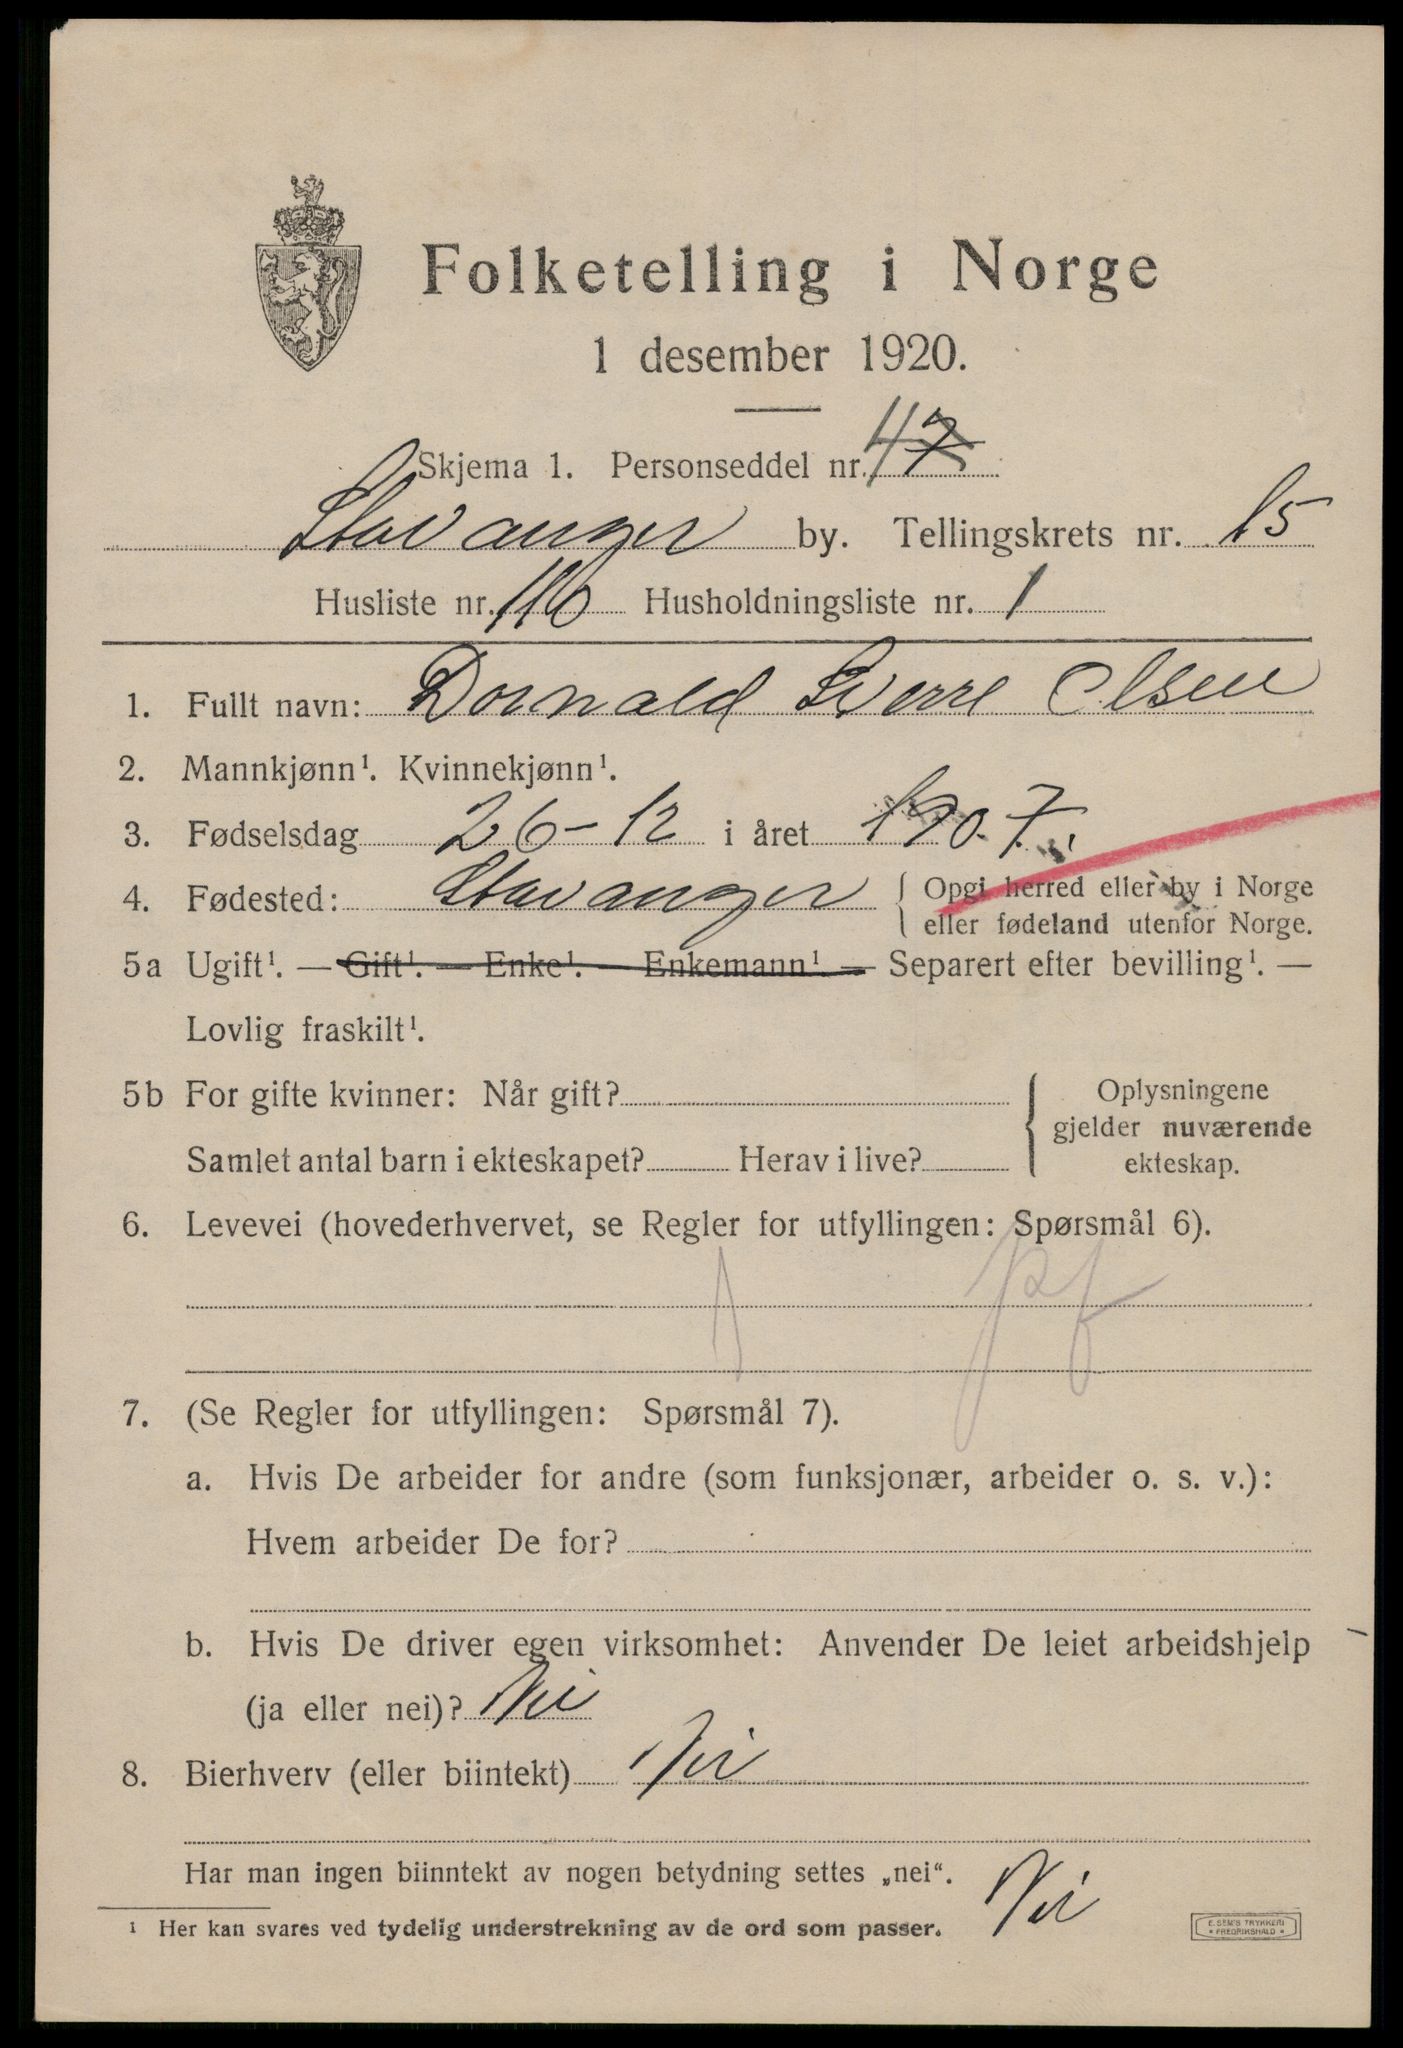 Folketelling i Norge
1 desember 1920.
Skjema 1. Personseddel nr. 4 7
Stavanger by. Tellingskrets nr. 15
Husliste nr. 116 Husholdningsliste nr. 1
1. Fullt navn: Donald Sverre Olsen
2. Mannkjønn¹. Kvinnekjønn¹.
3. Fødselsdag 26-12 i året 1907.
4. Fødested: Stavanger { Opgi herred eller by i Norge
eller fødeland utenfor Norge.
5a Ugift¹. — Gift¹. — Enke¹. — Enkemann¹. — Separert efter bevilling¹. —
Lovlig fraskilt¹.
5b For gifte kvinner: Når gift? { Oplysningene
gjelder nuværende
Samlet antal barn i ekteskapet? Herav i live? ekteskap.
6. Levevei (hovederhvervet, se Regler for utfyllingen: Spørsmål 6).
pf
7. (Se Regler for utfyllingen: Spørsmål 7).
a. Hvis De arbeider for andre (som funksjonær, arbeider o. s. v.):
Hvem arbeider De for?
b. Hvis De driver egen virksomhet: Anvender De leiet arbeidshjelp
(ja eller nei)? Nei
8. Bierhverv (eller biintekt) Nei
Har man ingen biinntekt av nogen betydning settes „nei“. Nei
¹ Her kan svares ved tydelig understrekning av de ord som passer.
E. SEM'S TRYKKERI
* FREDRIKSHALD *